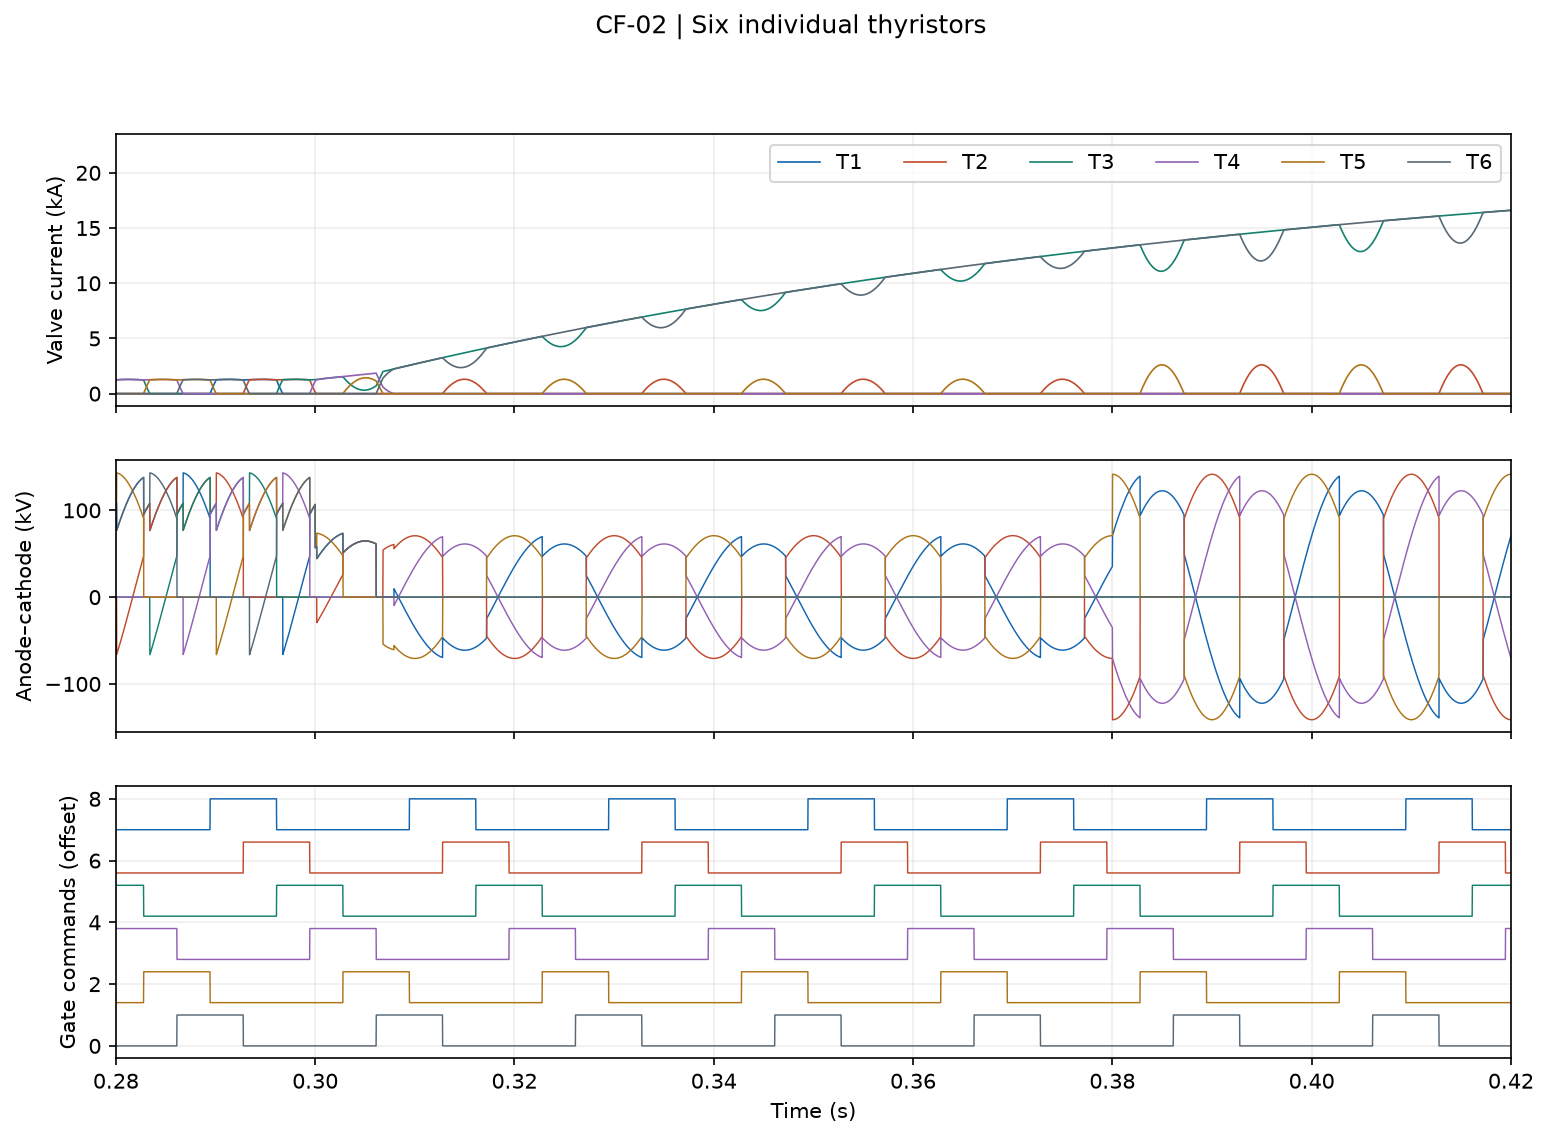 CF-02 | Six individual thyristors
Valve current (kA)
20
15
10
5
0
T1 T2 T3 T4 T5 T6
Anode–cathode (kV)
100
0
−100
Gate commands (offset)
8
6
4
2
0
0.28 0.30 0.32 0.34 0.36 0.38 0.40 0.42
Time (s)